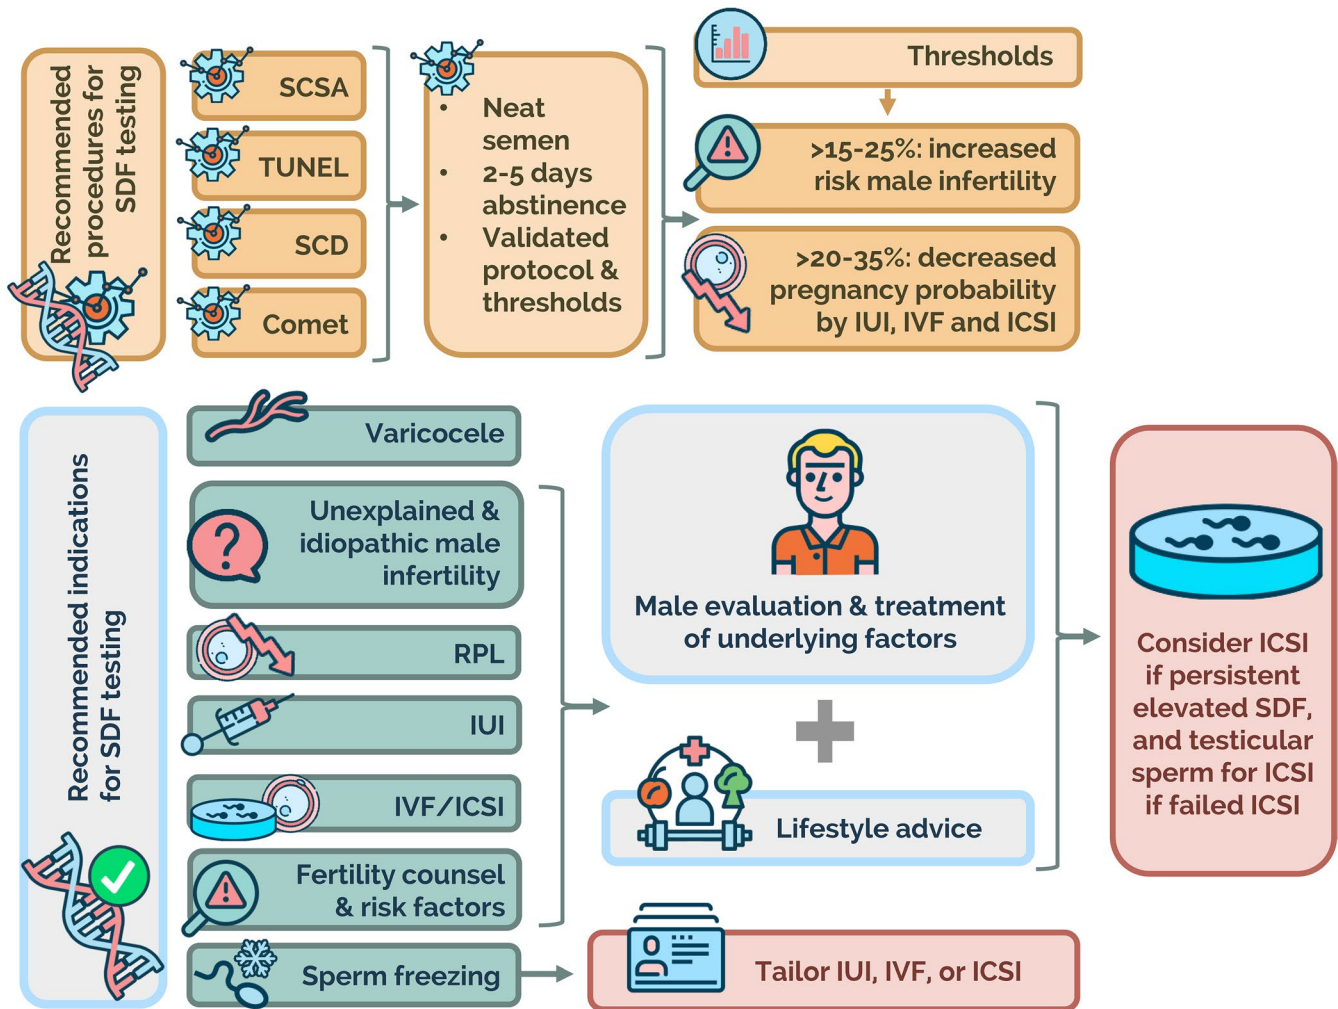 Recommended
procedures for
SDF testing
SCSA
TUNEL
SCD
Comet
• Neat
semen
• 2-5 days
abstinence
• Validated
protocol &
thresholds
Thresholds
>15-25%: increased
risk male infertility
>20-35%: decreased
pregnancy probability
by IUI, IVF and ICSI
Recommended indications
for SDF testing
Varicocele
Unexplained &
idiopathic male
infertility
?
RPL
IUI
IVF/ICSI
Fertility counsel
& risk factors
Sperm freezing
Male evaluation & treatment
of underlying factors
Lifestyle advice
Tailor IUI, IVF, or ICSI
Consider ICSI
if persistent
elevated SDF,
and testicular
sperm for ICSI
if failed ICSI